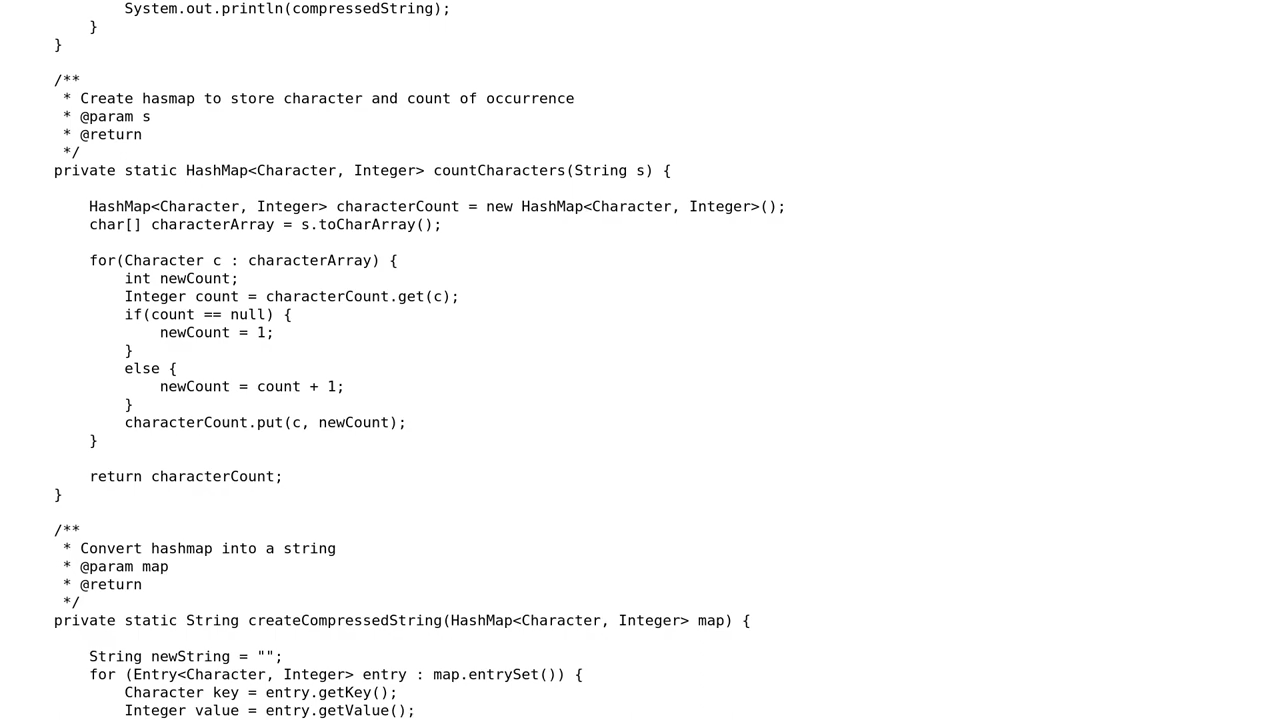 System.out.println(compressedString);
}
}
/**
* Create hasmap to store character and count of occurrence
* @param s
* @return
*/
private static HashMap<Character, Integer> countCharacters(String s) {
HashMap<Character, Integer> characterCount = new HashMap<Character, Integer>();
char[] characterArray = s.toCharArray();
for(Character c : characterArray) {
int newCount;
Integer count = characterCount.get(c);
if(count == null) {
newCount = 1;
}
else {
newCount = count + 1;
}
characterCount.put(c, newCount);
}
return characterCount;
}
/**
* Convert hashmap into a string
* @param map
* @return
*/
private static String createCompressedString(HashMap<Character, Integer> map) {
String newString = "";
for (Entry<Character, Integer> entry : map.entrySet()) {
Character key = entry.getKey();
Integer value = entry.getValue();